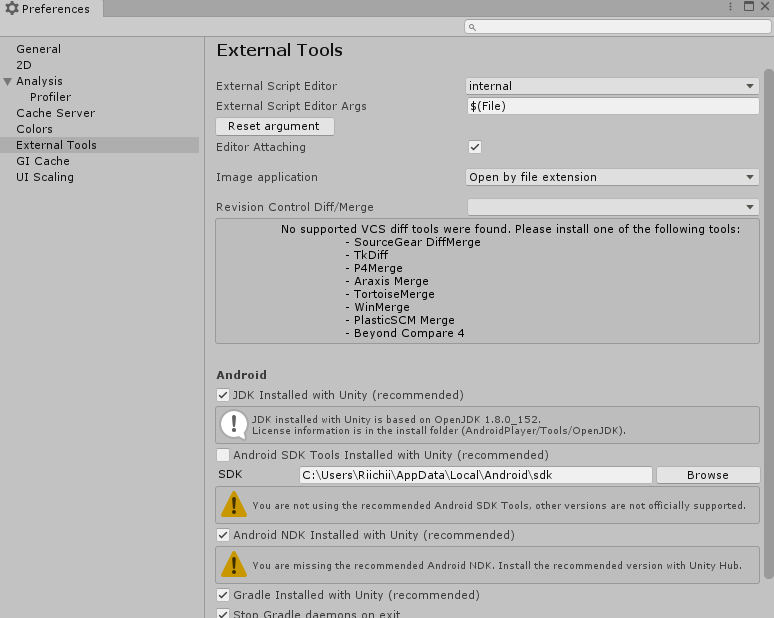 Preferences
General
2D
Analysis
Profiler
Cache Server
Colors
External Tools
GI Cache
UI Scaling
External Tools
External Script Editor
internal
External Script Editor Args
$(File)
Reset argument
Editor Attaching
Image application
Open by file extension
Revision Control Diff/Merge
No supported VCS diff tools were found. Please install one of the following tools:
- SourceGear DiffMerge
- TkDiff
- P4Merge
- Araxis Merge
- TortoiseMerge
- WinMerge
- PlasticSCM Merge
- Beyond Compare 4
Android
JDK Installed with Unity (recommended)
JDK installed with Unity is based on OpenJDK 1.8.0_152.
License information is in the install folder (AndroidPlayer/Tools/OpenJDK).
Android SDK Tools Installed with Unity (recommended)
SDK
C:\Users\Riichii\AppData\Local\Android\sdk
Browse
You are not using the recommended Android SDK Tools, other versions are not officially supported.
Android NDK Installed with Unity (recommended)
You are missing the recommended Android NDK. Install the recommended version with Unity Hub.
Gradle Installed with Unity (recommended)
Stop Gradle daemons on exit